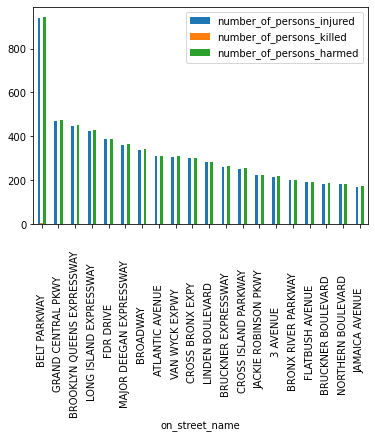 number_of_persons_injured
number_of_persons_killed
number_of_persons_harmed
800
600
400
200
0
BELT PARKWAY
GRAND CENTRAL PKWY
BROOKLYN QUEENS EXPRESSWAY
LONG ISLAND EXPRESSWAY
FDR DRIVE
MAJOR DEEGAN EXPRESSWAY
BROADWAY
ATLANTIC AVENUE
VAN WYCK EXPWY
CROSS BRONX EXPY
LINDEN BOULEVARD
BRUCKNER EXPRESSWAY
CROSS ISLAND PARKWAY
JACKIE ROBINSON PKWY
3 AVENUE
BRONX RIVER PARKWAY
FLATBUSH AVENUE
BRUCKNER BOULEVARD
NORTHERN BOULEVARD
JAMAICA AVENUE
on_street_name